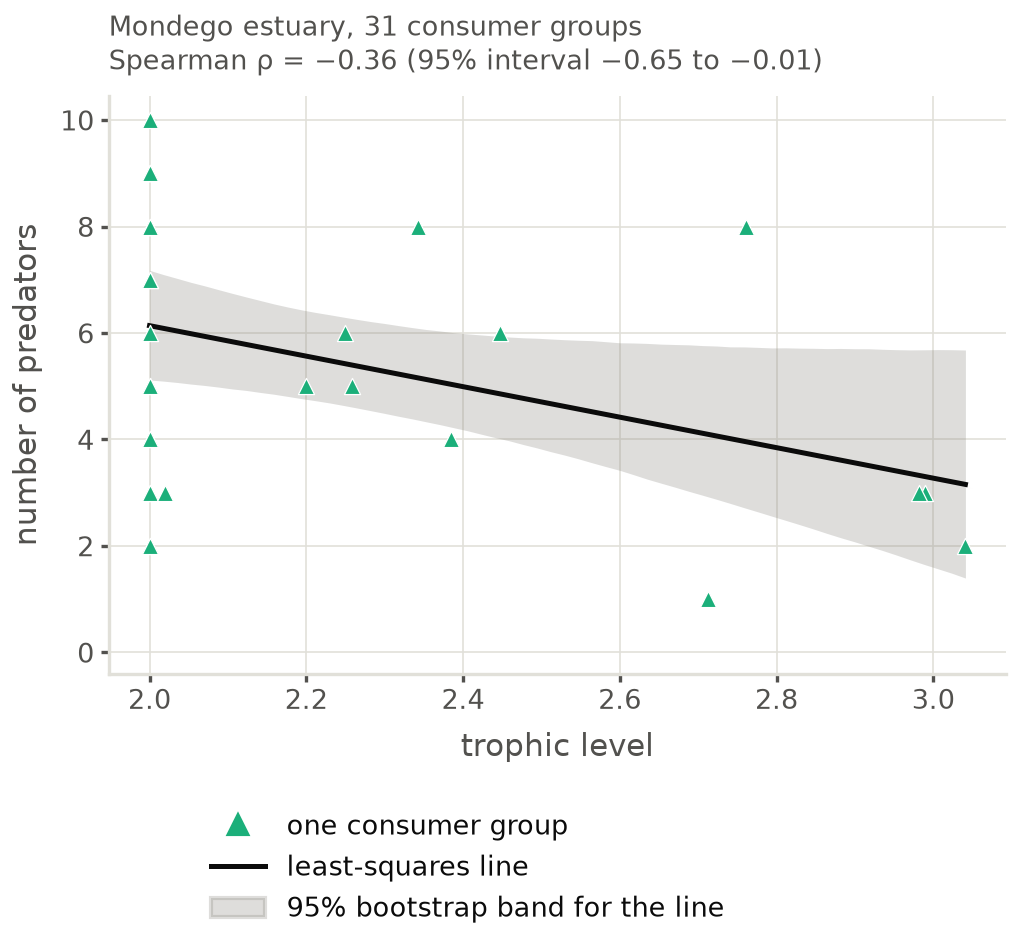 Mondego estuary, 31 consumer groups
Spearman ρ = −0.36 (95% interval −0.65 to −0.01)
10
8
6
4
2
0
number of predators
2.0 2.2 2.4 2.6 2.8 3.0
trophic level
one consumer group
least-squares line
95% bootstrap band for the line